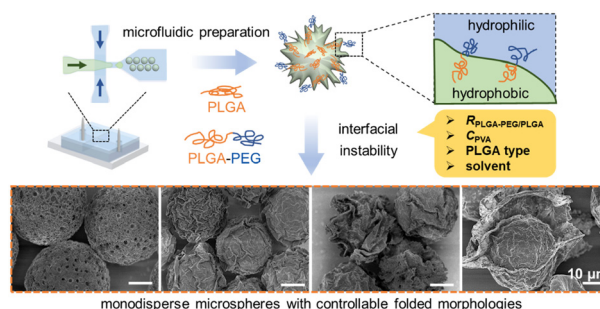 microfluidic preparation
PLGA
PLGA-PEG
hydrophilic
hydrophobic
interfacial
instability
➢ RPLGA-PEG/PLGA
➢ CPVA
➢ PLGA type
➢ solvent
10 μm
monodisperse microspheres with controllable folded morphologies